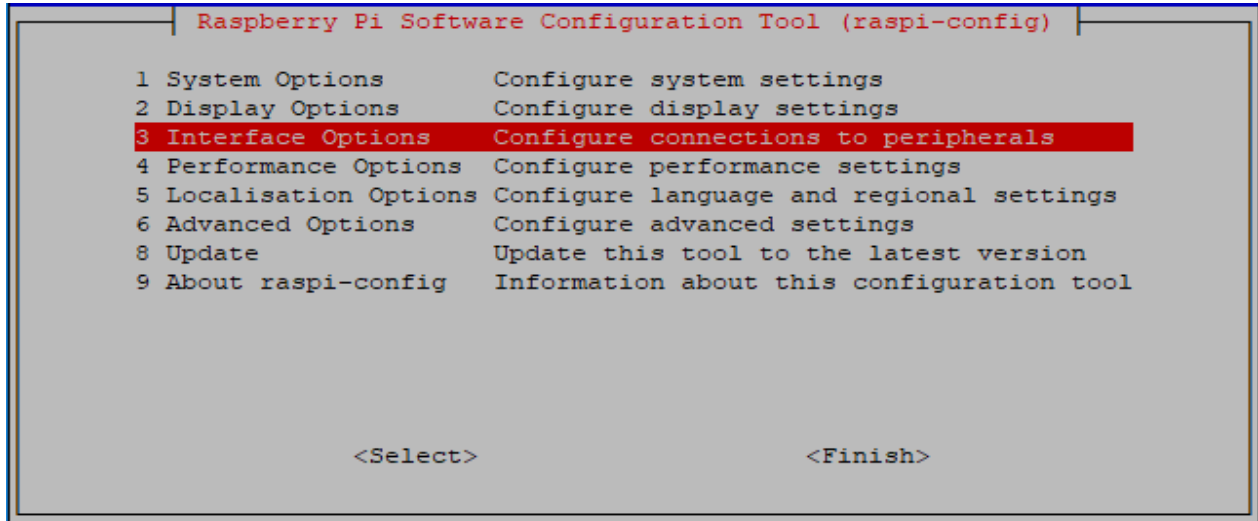 Raspberry Pi Software Configuration Tool (raspi-config)
1 System Options Configure system settings
2 Display Options Configure display settings
3 Interface Options Configure connections to peripherals
4 Performance Options Configure performance settings
5 Localisation Options Configure language and regional settings
6 Advanced Options Configure advanced settings
8 Update Update this tool to the latest version
9 About raspi-config Information about this configuration tool
<Select> <Finish>